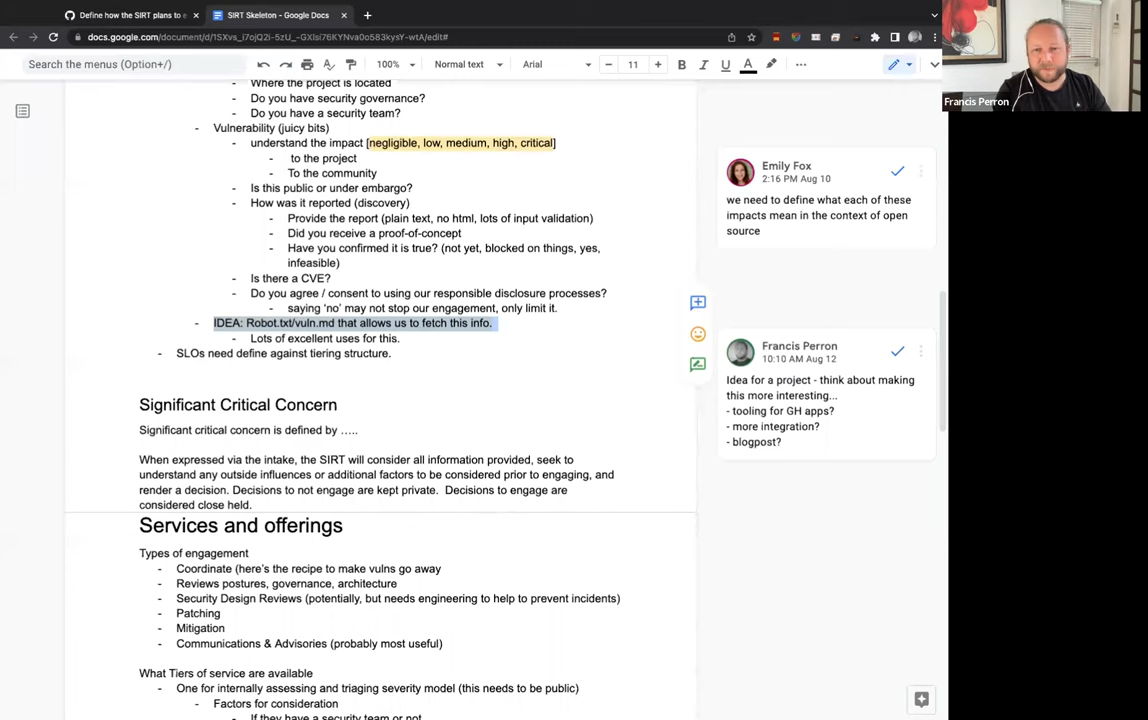 Define how the SIRT plans to e
SIRT Skeleton - Google Docs
docs.google.com/document/d/1SXvs_i7ojQ2i-5zU_-GXlsi76KYNva0o583kysY-wtA/edit#
Search the menus (Option+/)
100%
Normal text
Arial
11
B I U A
Where the project is located
- Do you have security governance?
- Do you have a security team?
- Vulnerability (juicy bits)
- understand the impact [negligible, low, medium, high, critical]
- to the project
- To the community
- Is this public or under embargo?
- How was it reported (discovery)
- Provide the report (plain text, no html, lots of input validation)
- Did you receive a proof-of-concept
- Have you confirmed it is true? (not yet, blocked on things, yes,
infeasible)
- Is there a CVE?
- Do you agree / consent to using our responsible disclosure processes?
- saying ‘no’ may not stop our engagement, only limit it.
- IDEA: Robot.txt/vuln.md that allows us to fetch this info.
- Lots of excellent uses for this.
- SLOs need define against tiering structure.
Significant Critical Concern
Significant critical concern is defined by …..
When expressed via the intake, the SIRT will consider all information provided, seek to
understand any outside influences or additional factors to be considered prior to engaging, and
render a decision. Decisions to not engage are kept private.  Decisions to engage are
considered close held.
Services and offerings
Types of engagement
- Coordinate (here’s the recipe to make vulns go away
- Reviews postures, governance, architecture
- Security Design Reviews (potentially, but needs engineering to help to prevent incidents)
- Patching
- Mitigation
- Communications & Advisories (probably most useful)
What Tiers of service are available
- One for internally assessing and triaging severity model (this needs to be public)
- Factors for consideration
- If they have a security team or not
Emily Fox
2:16 PM Aug 10
we need to define what each of these
impacts mean in the context of open
source
Francis Perron
10:10 AM Aug 12
Idea for a project - think about making
this more interesting...
- tooling for GH apps?
- more integration?
- blogpost?
Francis Perron